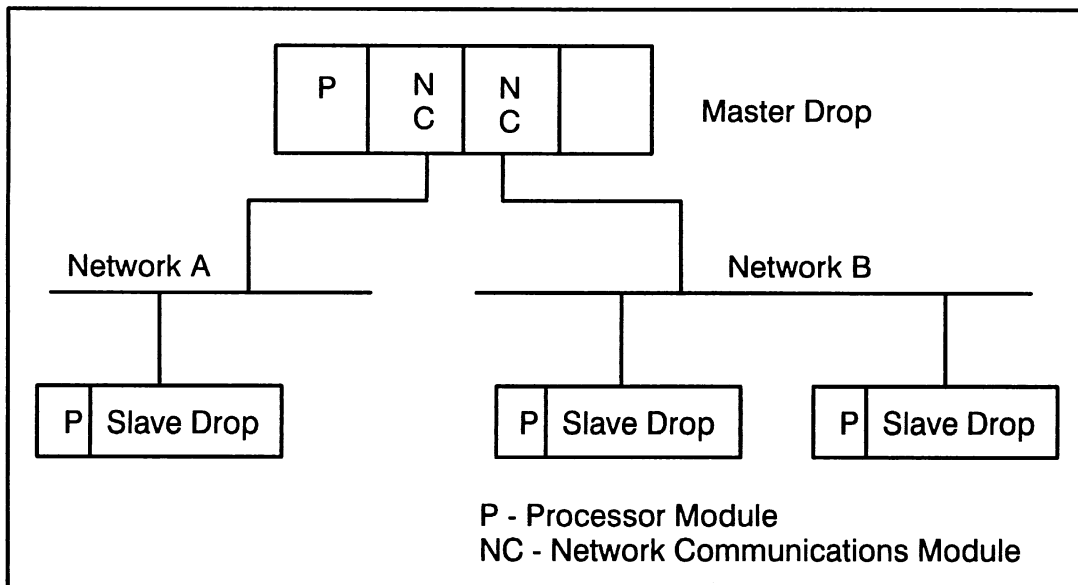 P
N
C
N
C
Master Drop
Network A
Network B
P
Slave Drop
P
Slave Drop
P
Slave Drop
P - Processor Module
NC - Network Communications Module